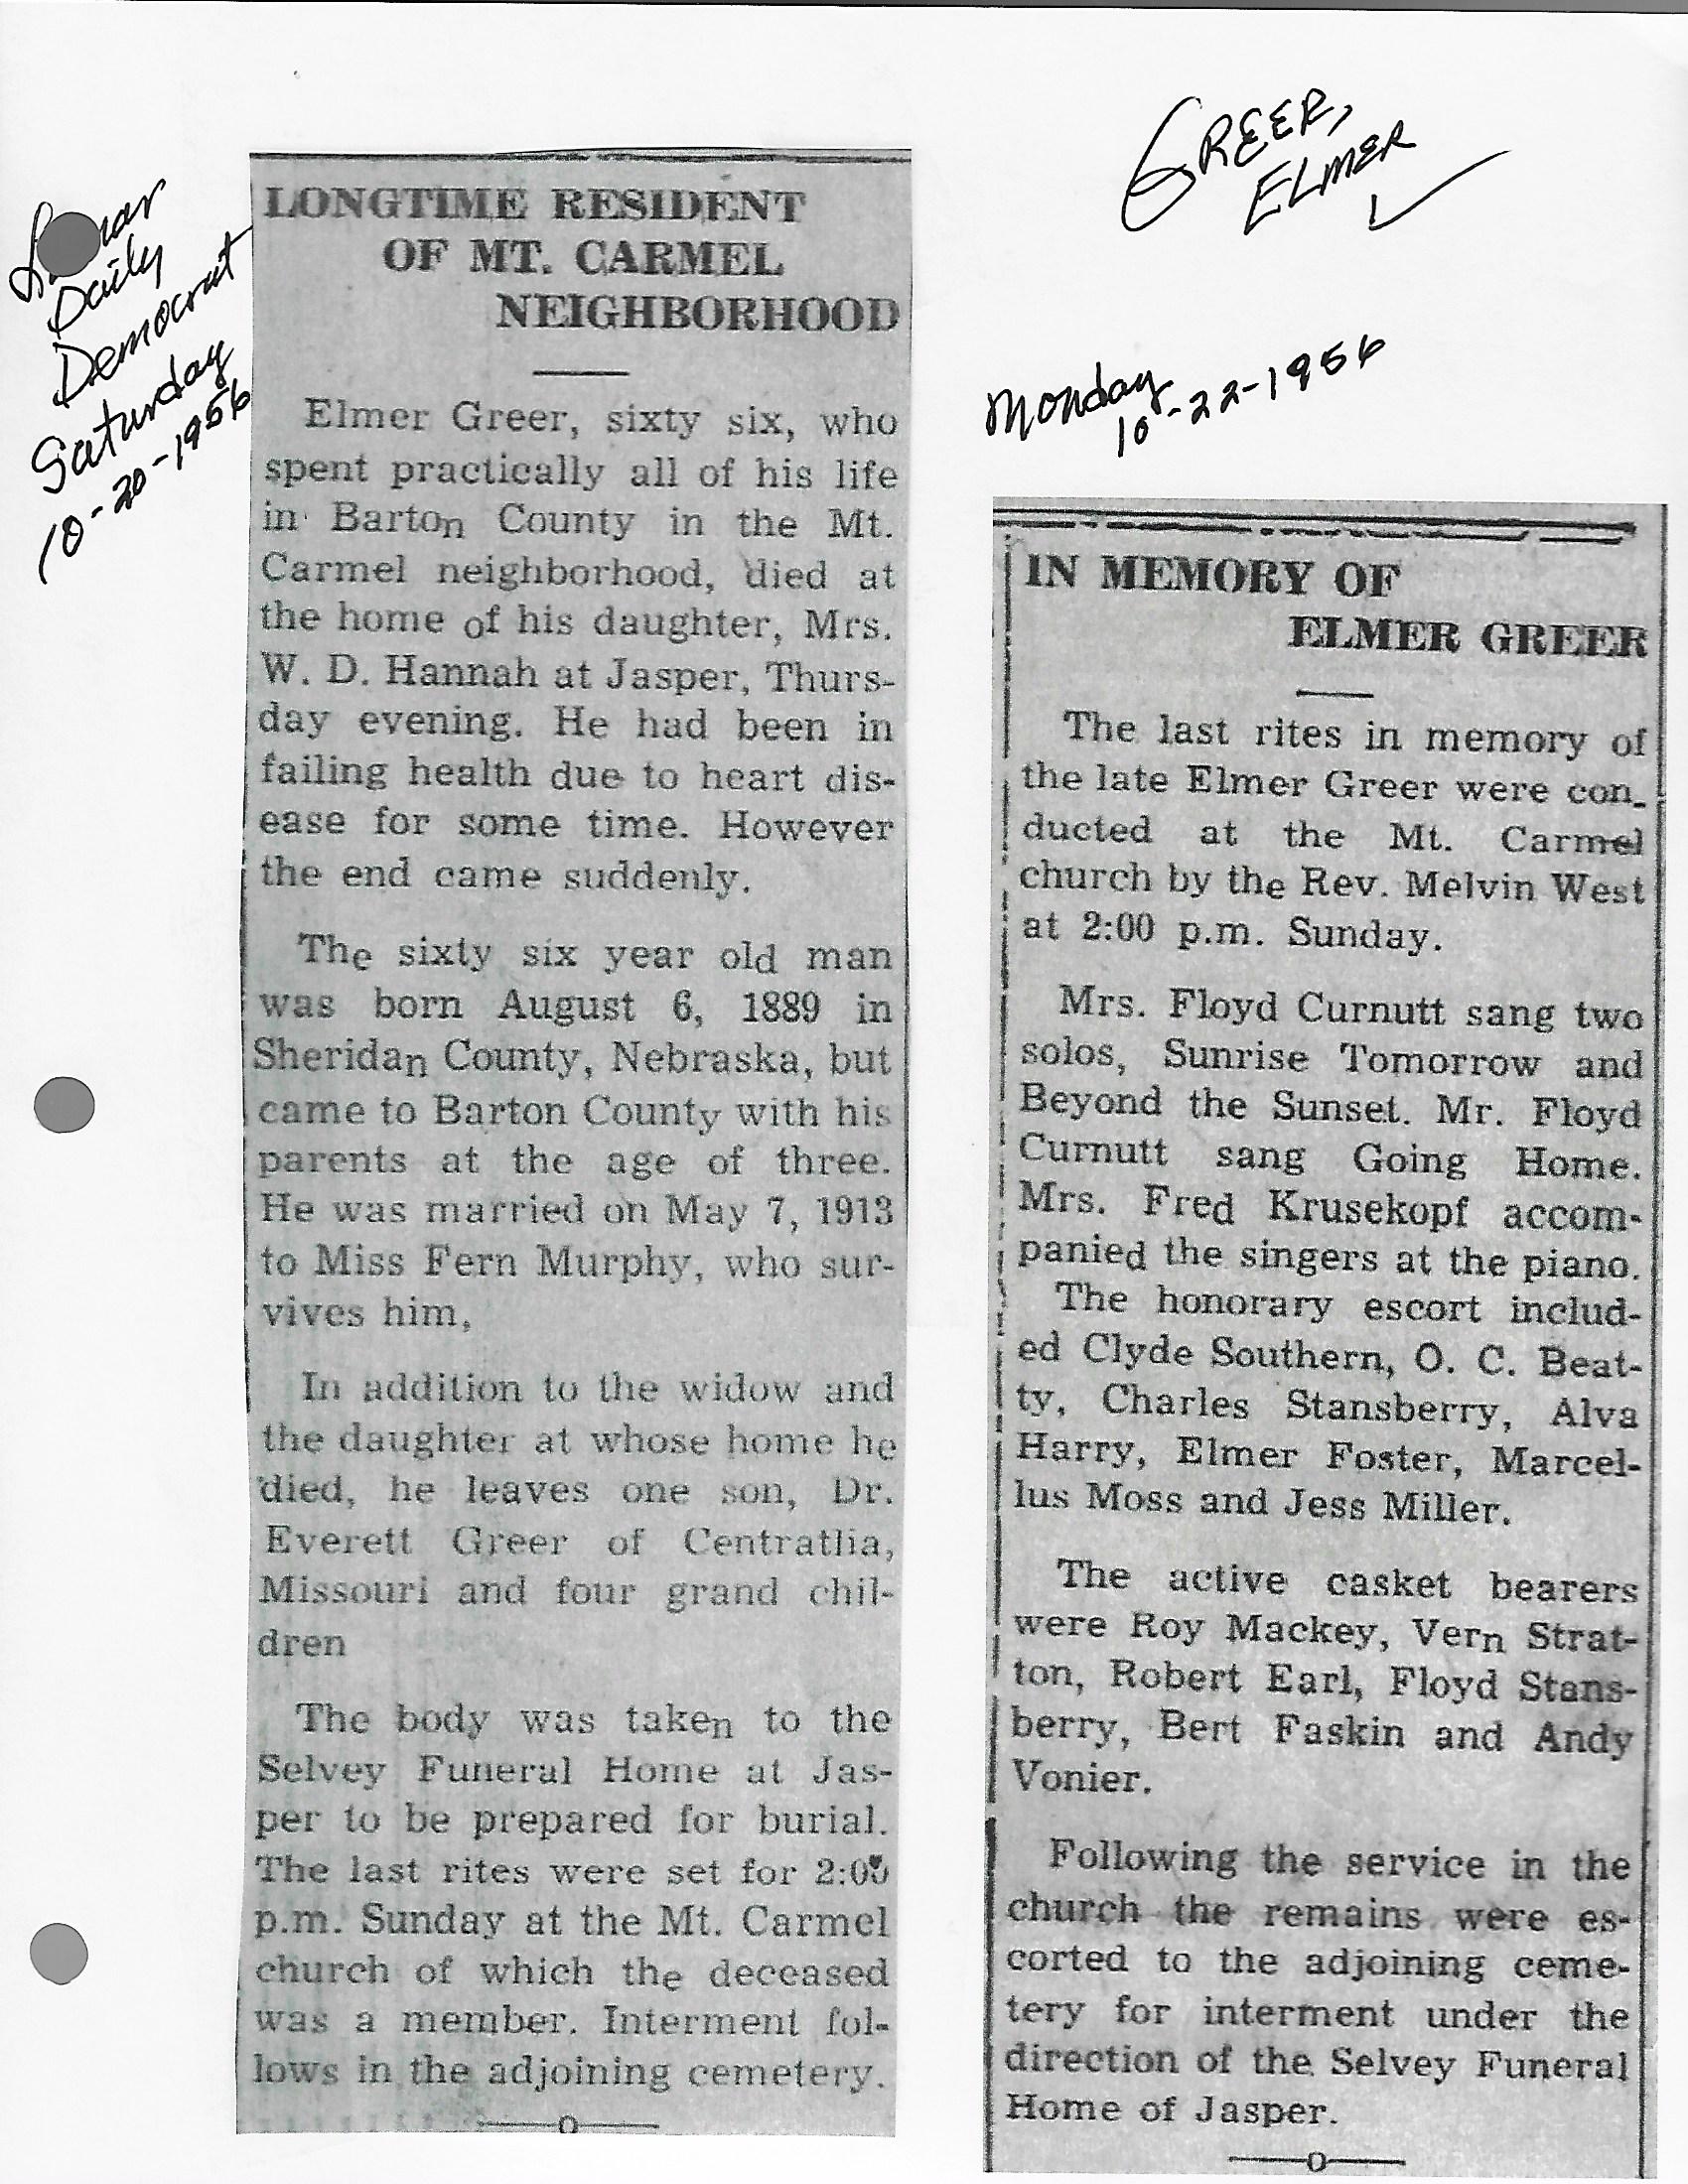 GREER,
ELMER
Daily
Democrat
Saturday
10-20-1956
LONGTIME RESIDENT
OF MT. CARMEL
NEIGHBORHOOD
Elmer Greer, sixty six, who
spent practically all of his life
in Barton County in the Mt.
Carmel neighborhood, died at
the home of his daughter, Mrs.
W. D. Hannah at Jasper, Thurs-
day evening. He had been in
failing health due to heart dis-
ease for some time. However
the end came suddenly.
The sixty six year old man
was born August 6, 1889 in
Sheridan County, Nebraska, but
came to Barton County with his
parents at the age of three.
He was married on May 7, 1913
to Miss Fern Murphy, who sur-
vives him,
In addition to the widow and
the daughter at whose home he
died, he leaves one son, Dr.
Everett Greer of Centratlia,
Missouri and four grand chil-
dren
The body was taken to the
Selvey Funeral Home at Jas-
per to be prepared for burial.
The last rites were set for 2:00
p.m. Sunday at the Mt. Carmel
church of which the deceased
was a member. Interment fol-
lows in the adjoining cemetery.
Monday
10-22-1956
IN MEMORY OF
ELMER GREER
The last rites in memory of
the late Elmer Greer were con-
ducted at the Mt. Carmel
church by the Rev. Melvin West
at 2:00 p.m. Sunday.
Mrs. Floyd Curnutt sang two
solos, Sunrise Tomorrow and
Beyond the Sunset. Mr. Floyd
Curnutt sang Going Home.
Mrs. Fred Krusekopf accom-
panied the singers at the piano.
The honorary escort includ-
ed Clyde Southern, O. C. Beat-
ty, Charles Stansberry, Alva
Harry, Elmer Foster, Marcel-
lus Moss and Jess Miller.
The active casket bearers
were Roy Mackey, Vern Strat-
ton, Robert Earl, Floyd Stans-
berry, Bert Faskin and Andy
Vonier.
Following the service in the
church the remains were es-
corted to the adjoining ceme-
tery for interment under the
direction of the Selvey Funeral
Home of Jasper.